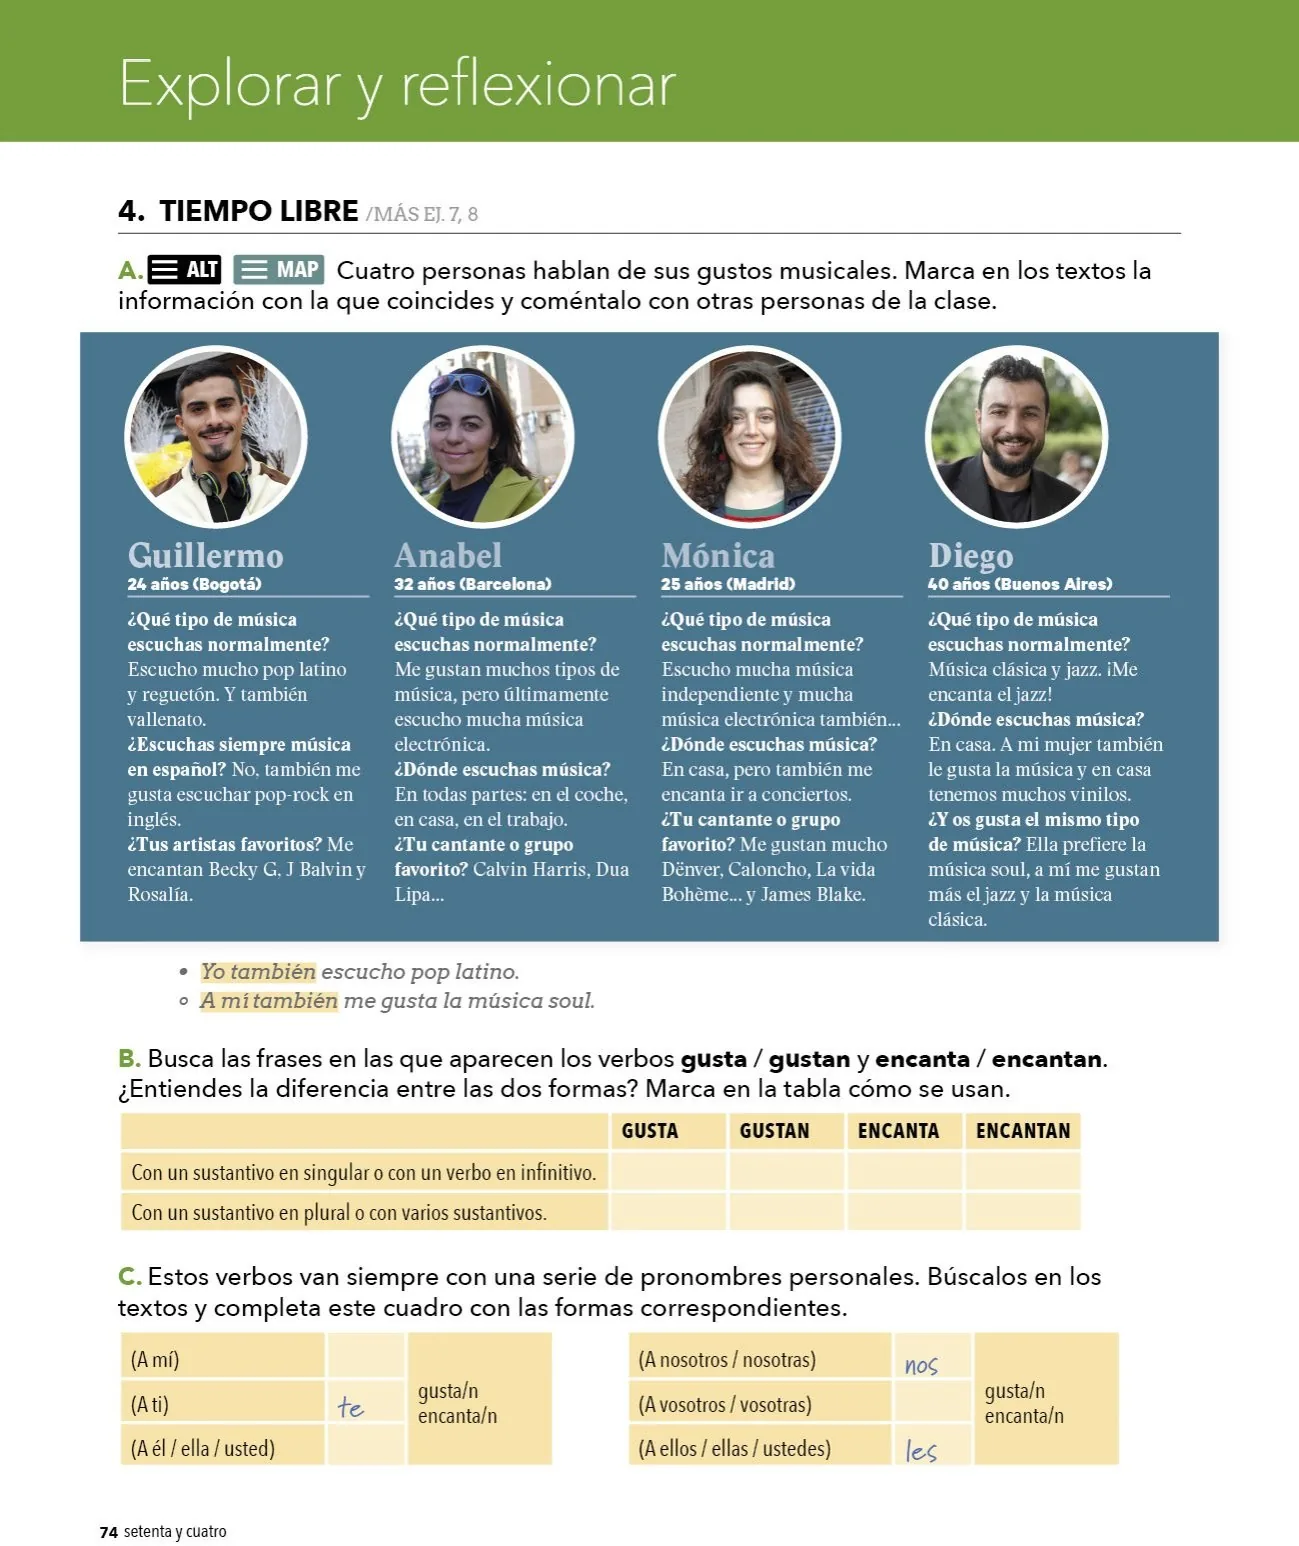 Explorar y reflexionar
4. TIEMPO LIBRE /MÁS EJ. 7, 8
A. ALT MAP Cuatro personas hablan de sus gustos musicales. Marca en los textos la
información con la que coincides y coméntalo con otras personas de la clase.
Guillermo
24 años (Bogotá)
¿Qué tipo de música
escuchas normalmente?
Escucho mucho pop latino
y reguetón. Y también
vallenato.
¿Escuchas siempre música
en español? No, también me
gusta escuchar pop-rock en
inglés.
¿Tus artistas favoritos? Me
encantan Becky G, J Balvin y
Rosalía.
Anabel
32 años (Barcelona)
¿Qué tipo de música
escuchas normalmente?
Me gustan muchos tipos de
música, pero últimamente
escucho mucha música
electrónica.
¿Dónde escuchas música?
En todas partes: en el coche,
en casa, en el trabajo.
¿Tu cantante o grupo
favorito? Calvin Harris, Dua
Lipa...
Mónica
25 años (Madrid)
¿Qué tipo de música
escuchas normalmente?
Escucho mucha música
independiente y mucha
música electrónica también...
¿Dónde escuchas música?
En casa, pero también me
encanta ir a conciertos.
¿Tu cantante o grupo
favorito? Me gustan mucho
Dënver, Caloncho, La vida
Bohème... y James Blake.
Diego
40 años (Buenos Aires)
¿Qué tipo de música
escuchas normalmente?
Música clásica y jazz. ¡Me
encanta el jazz!
¿Dónde escuchas música?
En casa. A mi mujer también
le gusta la música y en casa
tenemos muchos vinilos.
¿Y os gusta el mismo tipo
de música? Ella prefiere la
música soul, a mí me gustan
más el jazz y la música
clásica.
• Yo también escucho pop latino.
○ A mí también me gusta la música soul.
B. Busca las frases en las que aparecen los verbos gusta / gustan y encanta / encantan.
¿Entiendes la diferencia entre las dos formas? Marca en la tabla cómo se usan.
GUSTA GUSTAN ENCANTA ENCANTAN
Con un sustantivo en singular o con un verbo en infinitivo.
Con un sustantivo en plural o con varios sustantivos.
C. Estos verbos van siempre con una serie de pronombres personales. Búscalos en los
textos y completa este cuadro con las formas correspondientes.
(A mí)
(A ti) te
(A él / ella / usted)
gusta/n
encanta/n
(A nosotros / nosotras) nos
(A vosotros / vosotras)
(A ellos / ellas / ustedes) les
gusta/n
encanta/n
74 setenta y cuatro